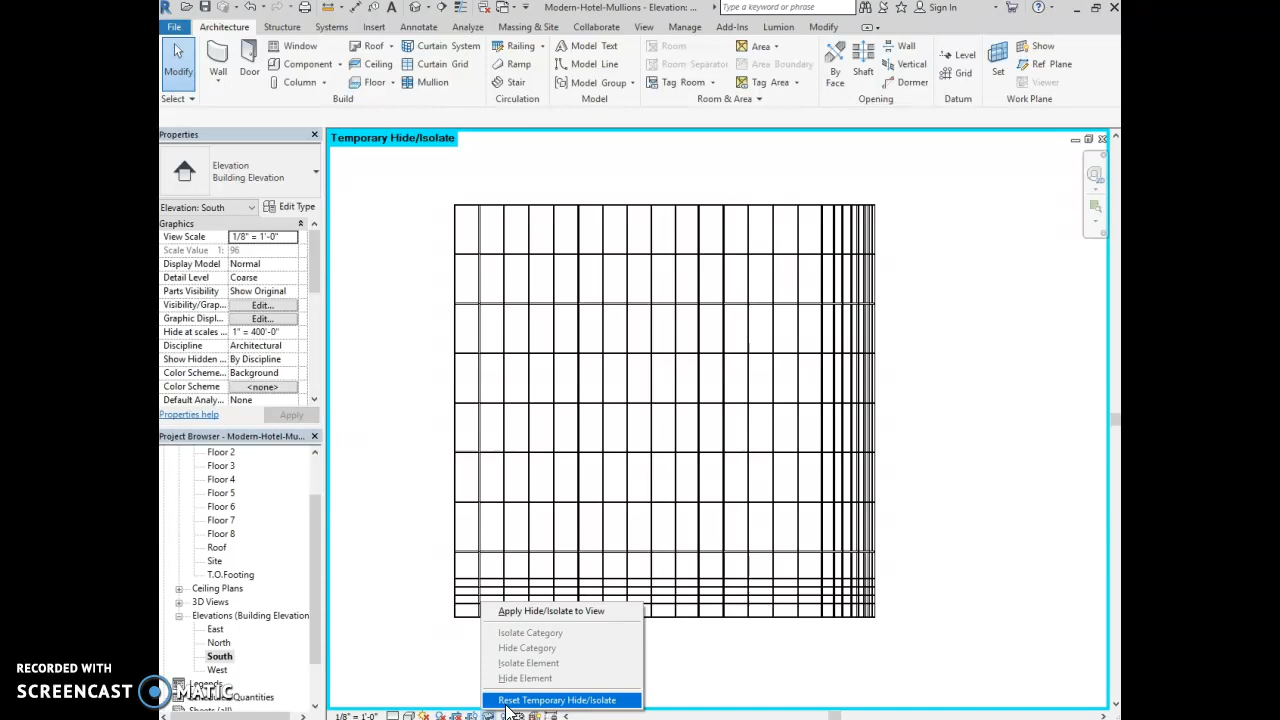 Modern-Hotel-Mullions - Elevation: ...
Type a keyword or phrase
Sign In
File Architecture Structure Systems Insert Annotate Analyze Massing & Site Collaborate View Manage Add-Ins Lumion Modify
Modify
Wall
Door
Window
Component
Column
Roof
Ceiling
Floor
Curtain System
Curtain Grid
Mullion
Railing
Ramp
Stair
Model Text
Model Line
Model Group
Room
Room Separator
Tag Room
Area
Area Boundary
Tag Area
By
Face
Shaft
Wall
Vertical
Dormer
Level
Grid
Set
Show
Ref Plane
Viewer
Select Build Circulation Model Room & Area Opening Datum Work Plane
Properties
Elevation
Building Elevation
Elevation: South Edit Type
Graphics
View Scale 1/8" = 1'-0"
Scale Value 1: 96
Display Model Normal
Detail Level Coarse
Parts Visibility Show Original
Visibility/Grap... Edit...
Graphic Displ... Edit...
Hide at scales ... 1" = 400'-0"
Discipline Architectural
Show Hidden ... By Discipline
Color Scheme... Background
Color Scheme <none>
Default Analy... None
Properties help Apply
Project Browser - Modern-Hotel-Mu...
Floor 2
Floor 3
Floor 4
Floor 5
Floor 6
Floor 7
Floor 8
Roof
Site
T.O.Footing
Ceiling Plans
3D Views
Elevations (Building Elevation
East
North
South
West
Legends
Schedules/Quantities
Sheets (all)
Temporary Hide/Isolate
Apply Hide/Isolate to View
Isolate Category
Hide Category
Isolate Element
Hide Element
Reset Temporary Hide/Isolate
1/8" = 1'-0"
RECORDED WITH
SCREENCAST MATIC